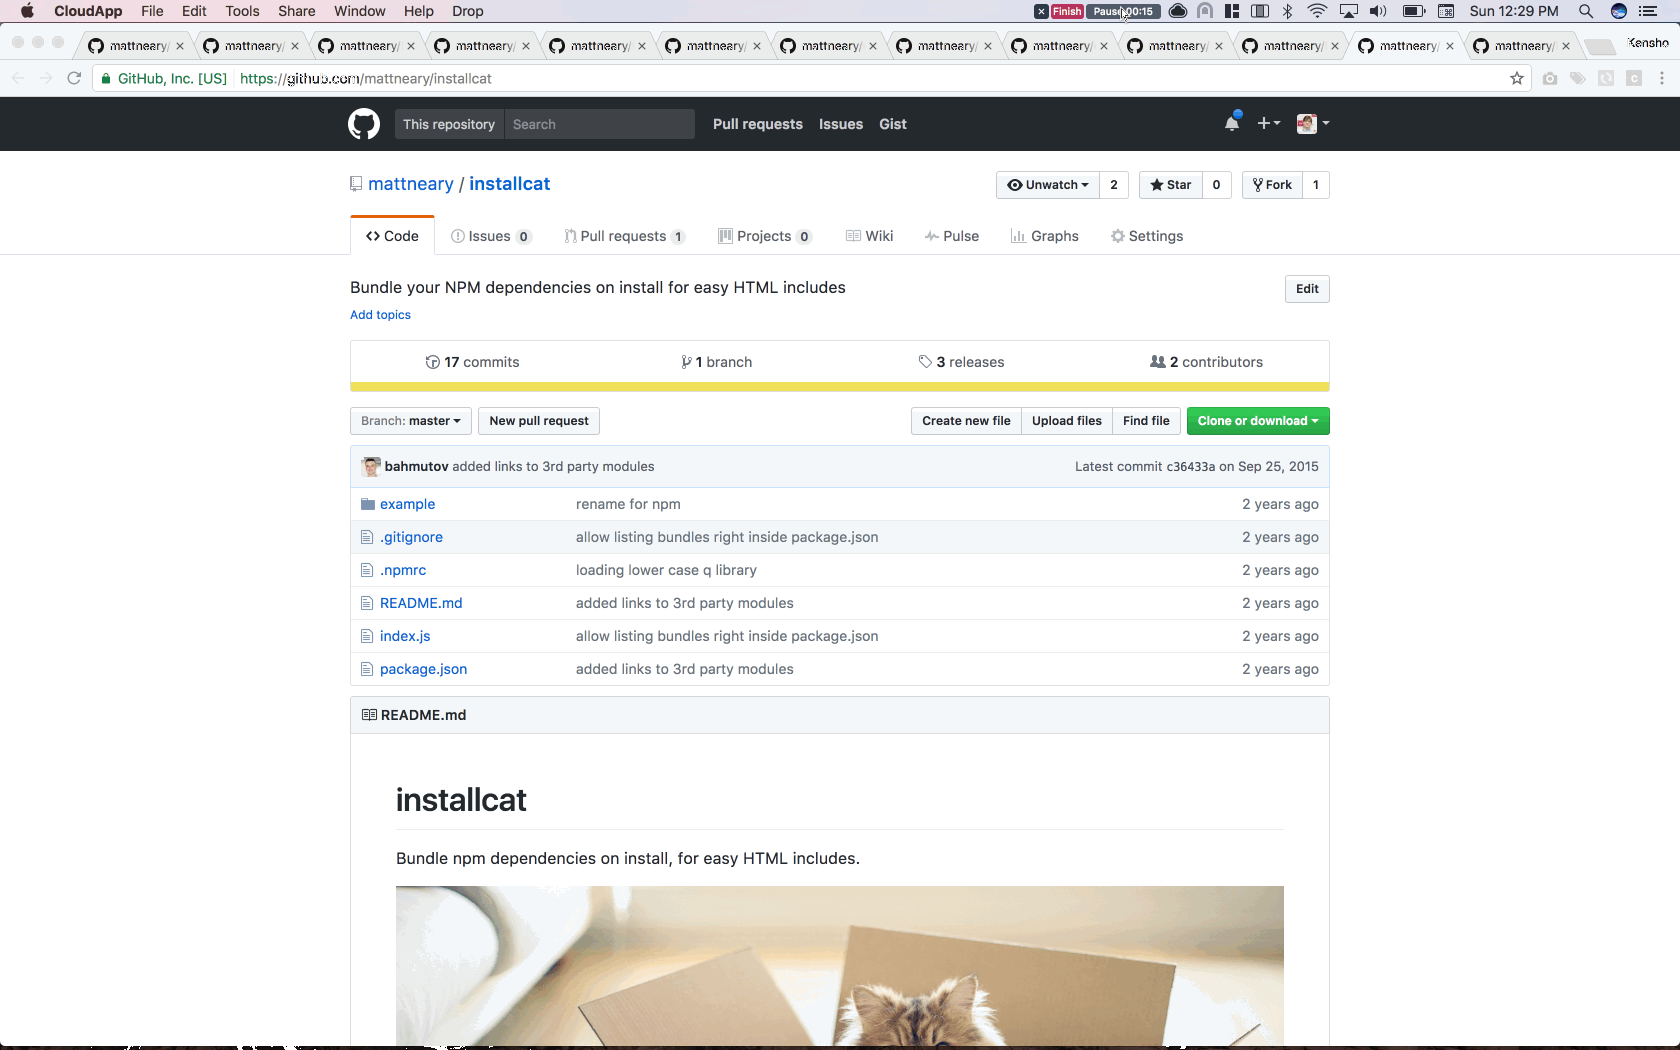 CloudApp File Edit Tools Share Window Help Drop Finish Pause 00:15 Sun 12:29 PM
mattneary/ mattneary/ mattneary/ mattneary/ mattneary/ mattneary/ mattneary/ mattneary/ mattneary/ mattneary/ mattneary/ mattneary/ mattneary/ Kensho
GitHub, Inc. [US] https://github.com/mattneary/installcat
This repository Search Pull requests Issues Gist
mattneary / installcat Unwatch 2 Star 0 Fork 1
Code Issues 0 Pull requests 1 Projects 0 Wiki Pulse Graphs Settings
Bundle your NPM dependencies on install for easy HTML includes Edit
Add topics
17 commits 1 branch 3 releases 2 contributors
Branch: master New pull request Create new file Upload files Find file Clone or download
bahmutov added links to 3rd party modules Latest commit c36433a on Sep 25, 2015
example rename for npm 2 years ago
.gitignore allow listing bundles right inside package.json 2 years ago
.npmrc loading lower case q library 2 years ago
README.md added links to 3rd party modules 2 years ago
index.js allow listing bundles right inside package.json 2 years ago
package.json added links to 3rd party modules 2 years ago
README.md
installcat
Bundle npm dependencies on install, for easy HTML includes.